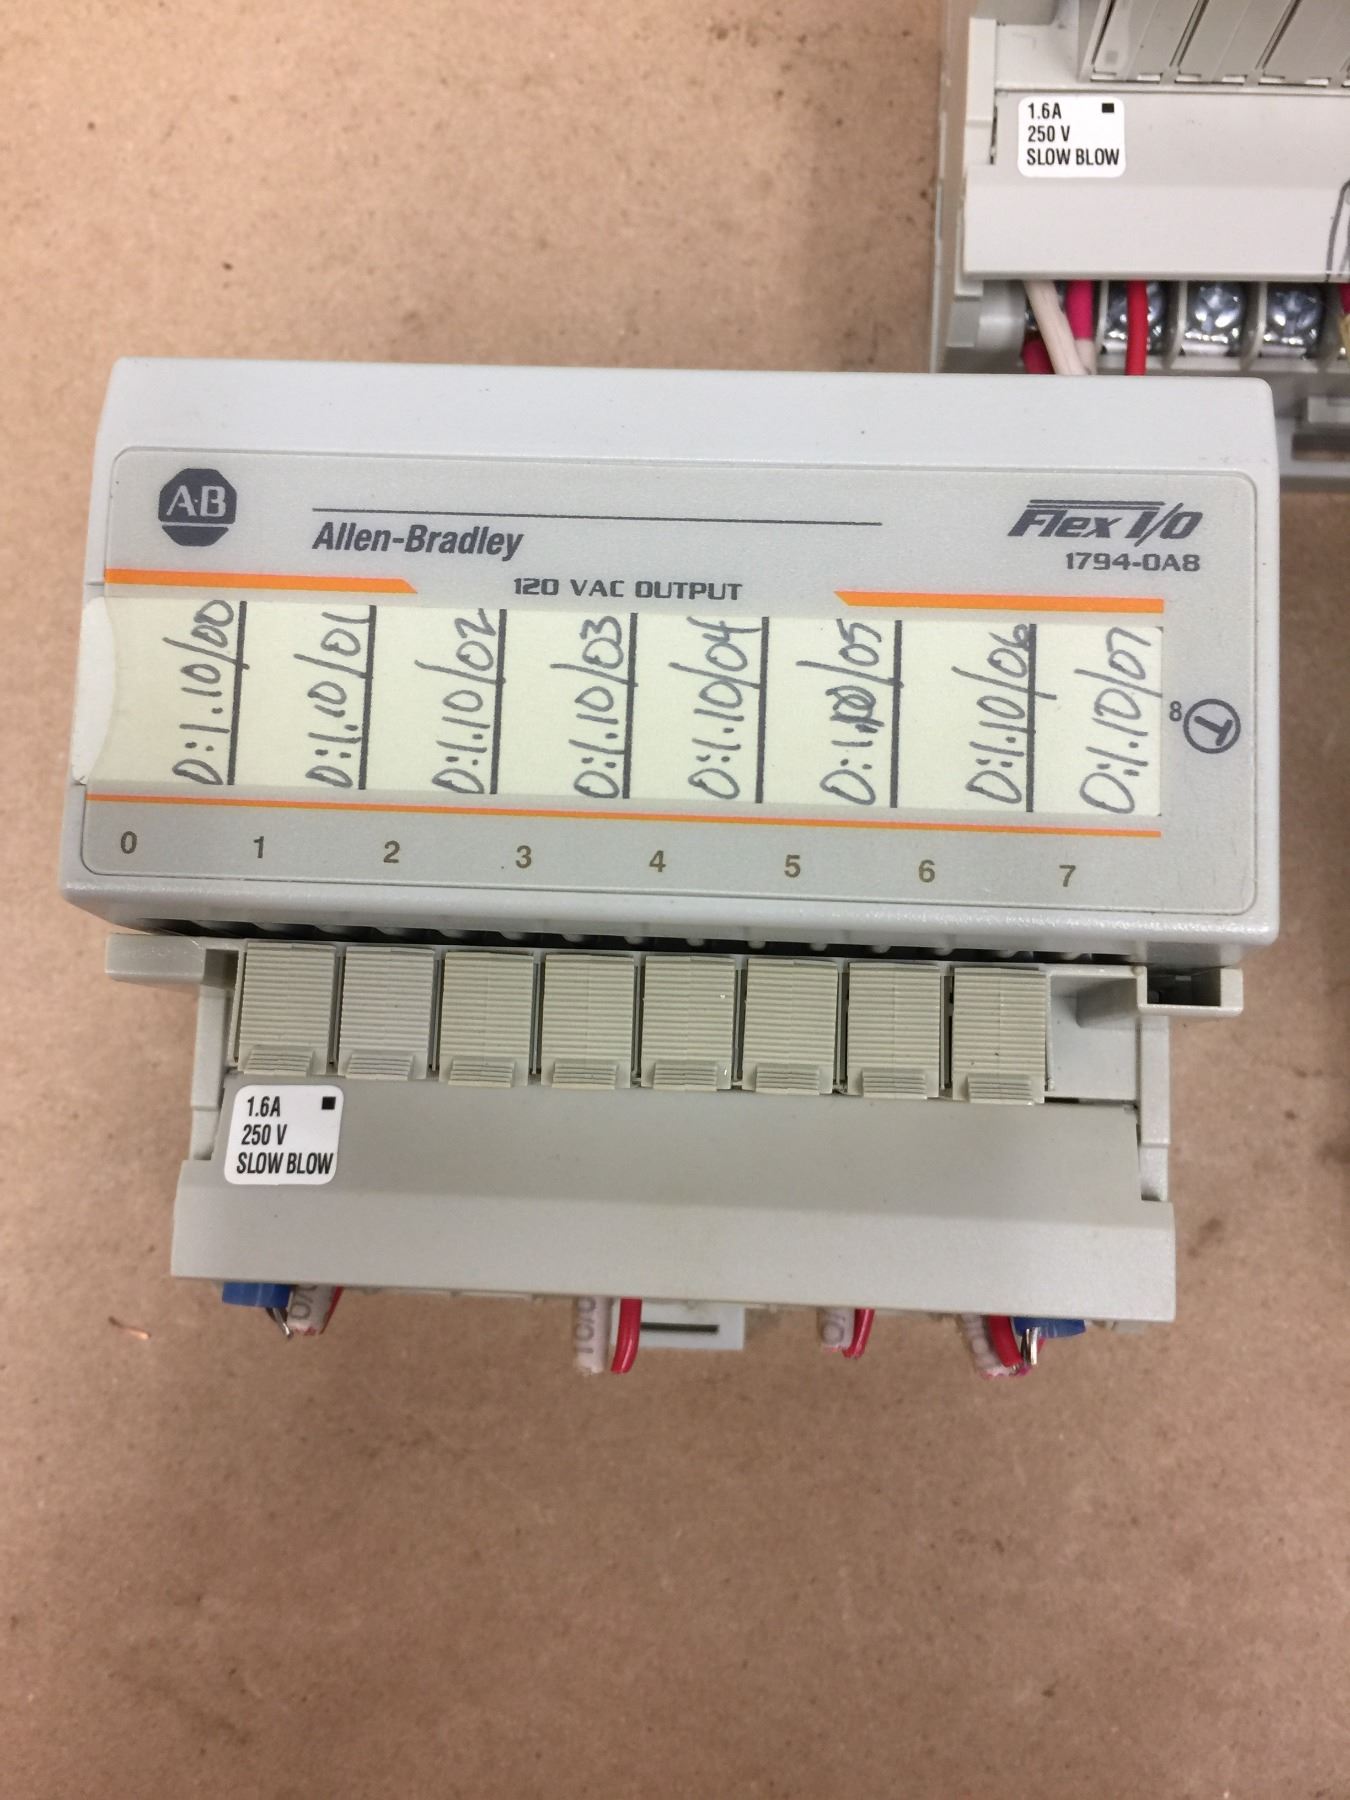 1.6A
250 V
SLOW BLOW
A-B
Allen-Bradley
Flex I/O
1794-OA8
120 VAC OUTPUT
O:1.10/00
O:1.10/01
O:1.10/02
O:1.10/03
O:1.10/04
O:1.10/05
O:1.10/06
O:1.10/07
8
0 1 2 3 4 5 6 7
1.6A
250 V
SLOW BLOW